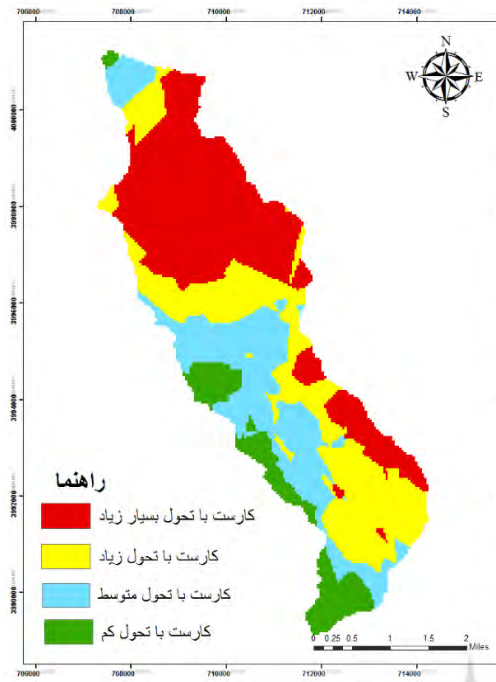 706000 708000 710000 712000 714000
N
W E
S
4000000
3998000
3996000
3994000
3992000
3990000
راهنما
کارست با تحول بسیار زیاد
کارست با تحول زیاد
کارست با تحول متوسط
کارست با تحول کم
0 0.25 0.5 1 1.5 2
Miles
706000 708000 710000 712000 714000